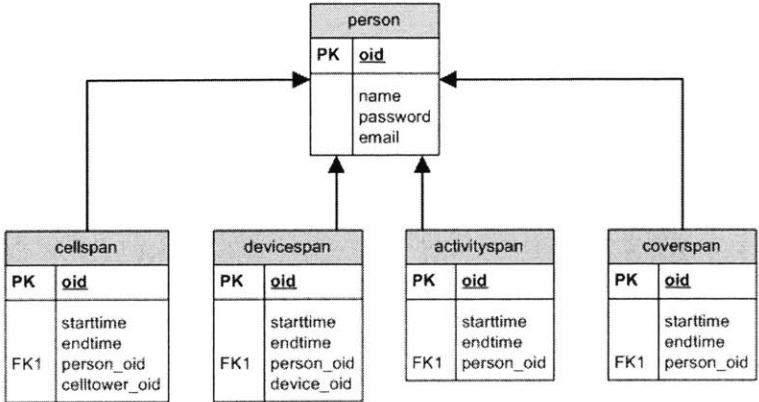 person
PK oid
name
password
email
cellspan
PK oid
starttime
endtime
FK1 person_oid
celltower_oid
devicespan
PK oid
starttime
endtime
FK1 person_oid
device_oid
activityspan
PK oid
starttime
endtime
FK1 person_oid
coverspan
PK oid
starttime
endtime
FK1 person_oid